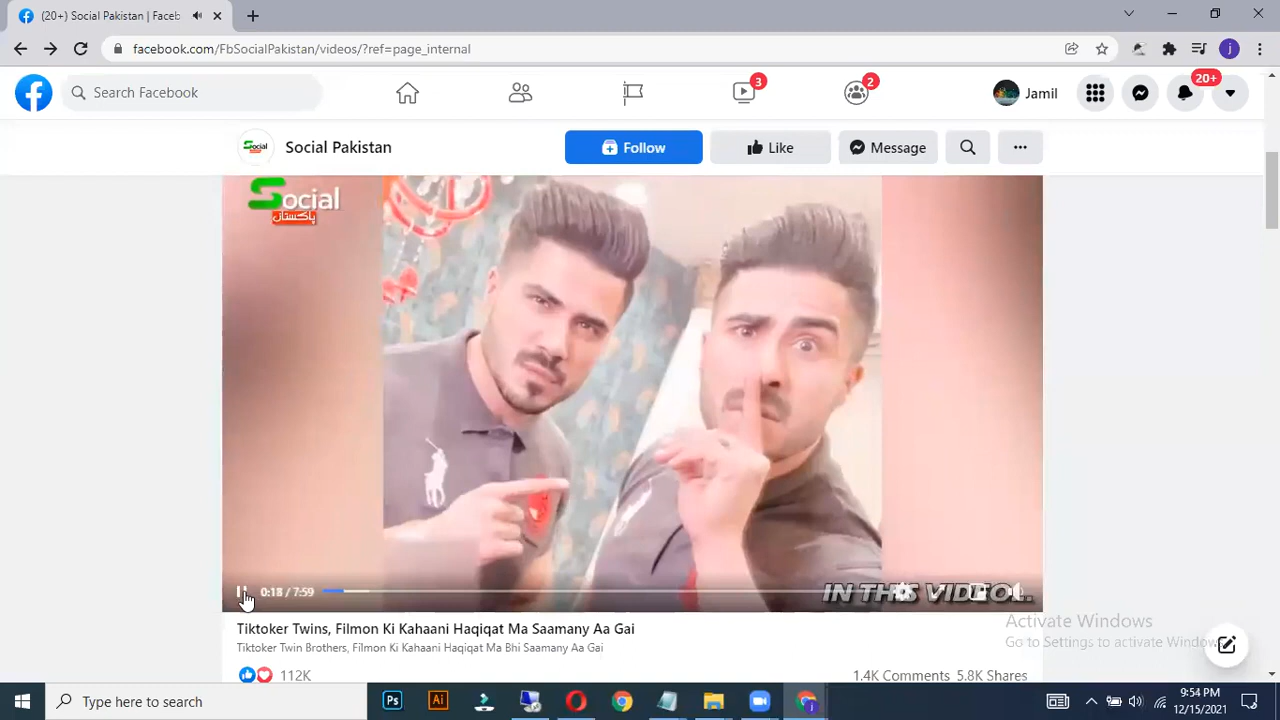 (20+) Social Pakistan | Faceb
facebook.com/FbSocialPakistan/videos/?ref=page_internal
j
Search Facebook
3
2
Jamil
20+
Social Pakistan
Follow
Like
Message
Social
پاکستان
0:18 / 7:59
IN THIS VIDEO...
Tiktoker Twins, Filmon Ki Kahaani Haqiqat Ma Saamany Aa Gai
Tiktoker Twin Brothers, Filmon Ki Kahaani Haqiqat Ma Bhi Saamany Aa Gai
112K
1.4K Comments 5.8K Shares
Activate Windows
Go to Settings to activate Windows.
Type here to search
Ps
Ai
9:54 PM
12/15/2021